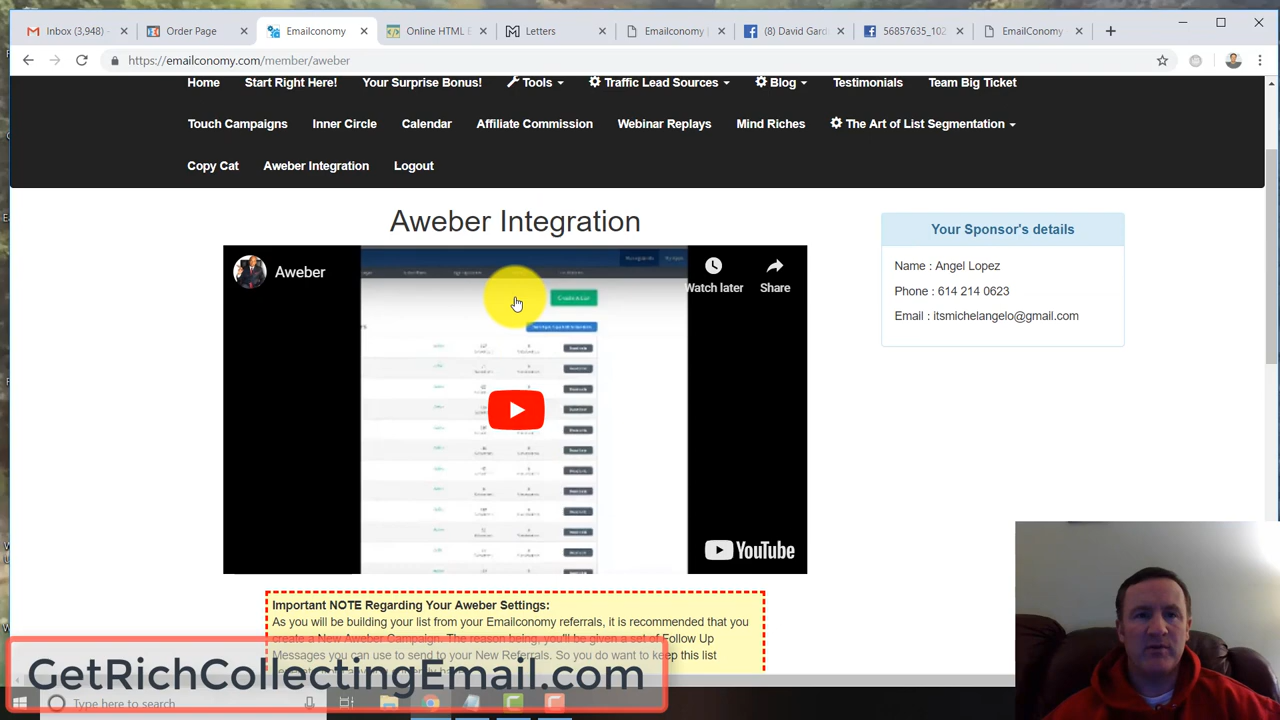 Inbox (3,948) -
Order Page
Emailconomy
Online HTML E
Letters
Emailconomy |
(8) David Gard
56857635_102
EmailConomy
https://emailconomy.com/member/aweber
Home
Start Right Here!
Your Surprise Bonus!
Tools
Traffic Lead Sources
Blog
Testimonials
Team Big Ticket
Touch Campaigns
Inner Circle
Calendar
Affiliate Commission
Webinar Replays
Mind Riches
The Art of List Segmentation
Copy Cat
Aweber Integration
Logout
Aweber Integration
Aweber
Watch later
Share
YouTube
Your Sponsor's details
Name : Angel Lopez
Phone : 614 214 0623
Email : itsmichelangelo@gmail.com
Important NOTE Regarding Your Aweber Settings:
As you will be building your list from your Emailconomy referrals, it is recommended that you
create a New Aweber Campaign. The reason being, you'll be given a set of Follow Up
Messages you can use to send to your New Referrals. So you do want to keep this list
GetRichCollectingEmail.com
Type here to search